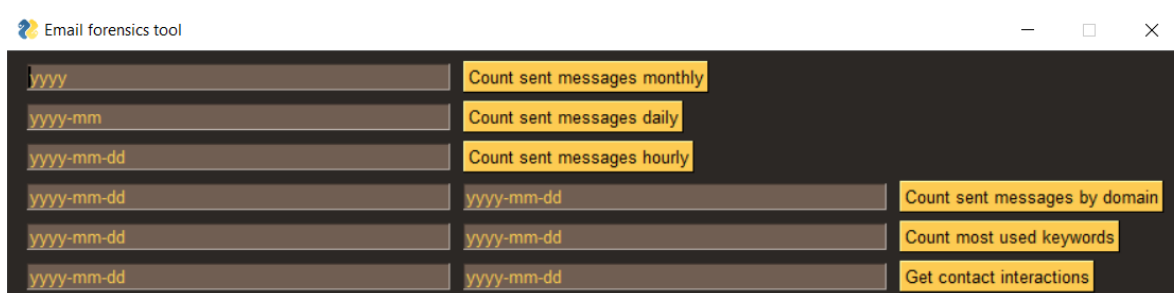 Email forensics tool
yyyy Count sent messages monthly
yyyy-mm Count sent messages daily
yyyy-mm-dd Count sent messages hourly
yyyy-mm-dd yyyy-mm-dd Count sent messages by domain
yyyy-mm-dd yyyy-mm-dd Count most used keywords
yyyy-mm-dd yyyy-mm-dd Get contact interactions